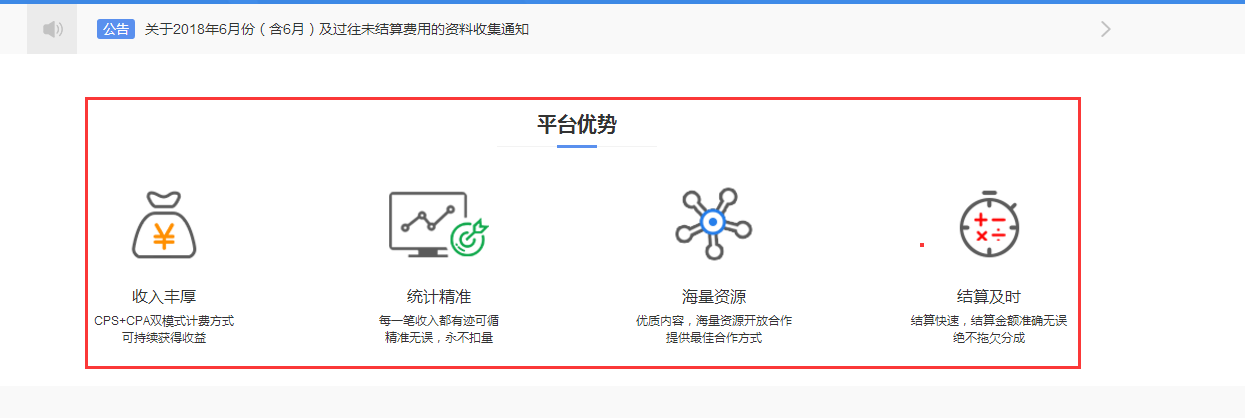 公告 关于2018年6月份（含6月）及过往未结算费用的资料收集通知
平台优势
收入丰厚
CPS+CPA双模式计费方式
可持续获得收益
统计精准
每一笔收入都有迹可循
精准无误，永不扣量
海量资源
优质内容，海量资源开放合作
提供最佳合作方式
结算及时
结算快速，结算金额准确无误
绝不拖欠分成